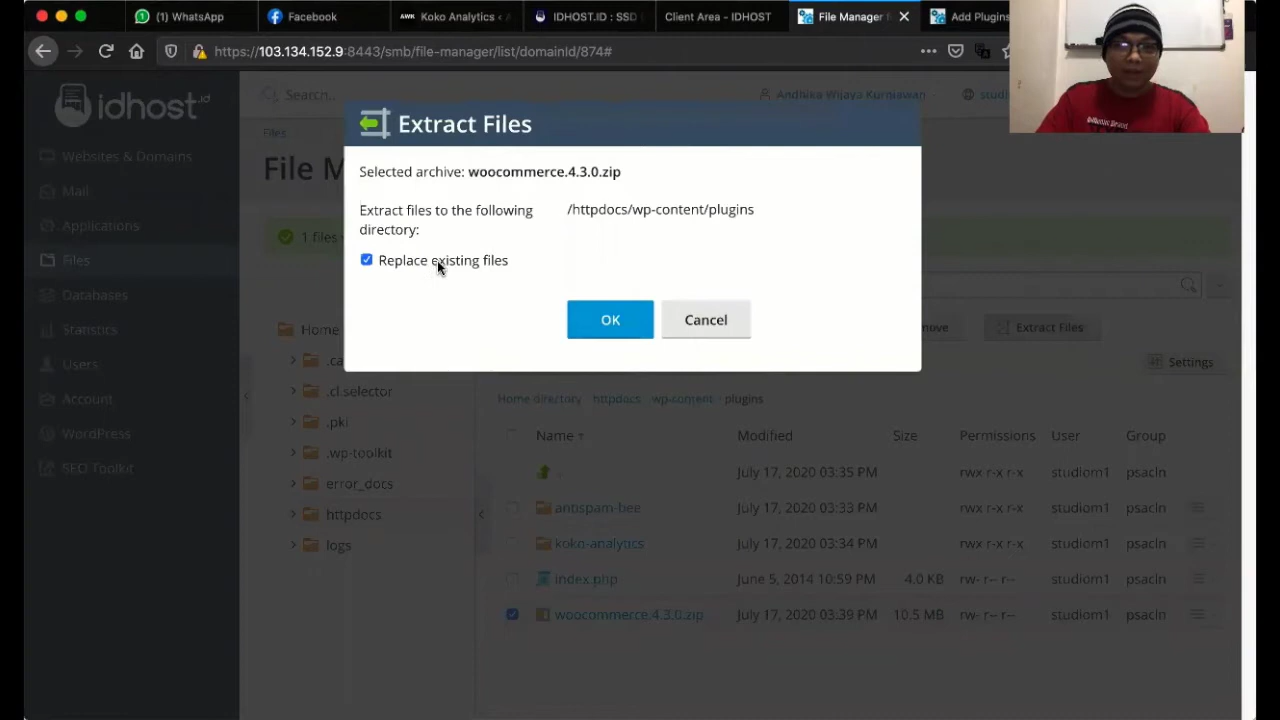 (1) WhatsApp
Facebook
AWK Koko Analytics <
IDHOST.ID : SSD
Client Area - IDHOST
File Manager
Add Plugins
https://103.134.152.9:8443/smb/file-manager/list/domainId/874#
idhost.id
Search...
Andhika Wijaya Kurniawan
studi
Websites & Domains
Mail
Applications
Files
Databases
Statistics
Users
Account
WordPress
SEO Toolkit
Files
File M
1 files
Extract Files
Selected archive: woocommerce.4.3.0.zip
Extract files to the following
directory:
/httpdocs/wp-content/plugins
Replace existing files
OK
Cancel
move
Extract Files
Settings
Home
.ca
.cl.selector
.pki
.wp-toolkit
error_docs
httpdocs
logs
Home directory httpdocs wp-content plugins
Name Modified Size Permissions User Group
.. July 17, 2020 03:35 PM rwx r-x r-x studiom1 psacln
antispam-bee July 17, 2020 03:33 PM rwx r-x r-x studiom1 psacln
koko-analytics July 17, 2020 03:34 PM rwx r-x r-x studiom1 psacln
index.php June 5, 2014 10:59 PM 4.0 KB rw- r-- r-- studiom1 psacln
woocommerce.4.3.0.zip July 17, 2020 03:39 PM 10.5 MB rw- r-- r-- studiom1 psacln